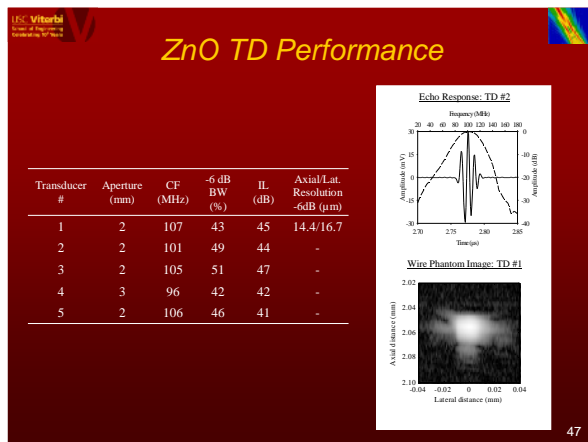 USC Viterbi
School of Engineering
ZnO TD Performance
Transducer # Aperture (mm) CF (MHz) -6 dB BW (%) IL (dB) Axial/Lat. Resolution -6dB (µm)
1 2 107 43 45 14.4/16.7
2 2 101 49 44 -
3 2 105 51 47 -
4 3 96 42 42 -
5 2 106 46 41 -
Echo Response: TD #2
Frequency (MHz)
20 40 60 80 100 120 140 160 180
Amplitude (mV)
30
15
0
-15
-30
Amplitude (dB)
0
-10
-20
-30
-40
2.70 2.75 2.80 2.85
Time (µs)
Wire Phantom Image: TD #1
Axial distance (mm)
2.02
2.04
2.06
2.08
2.10
-0.04 -0.02 0 0.02 0.04
Lateral distance (mm)
47